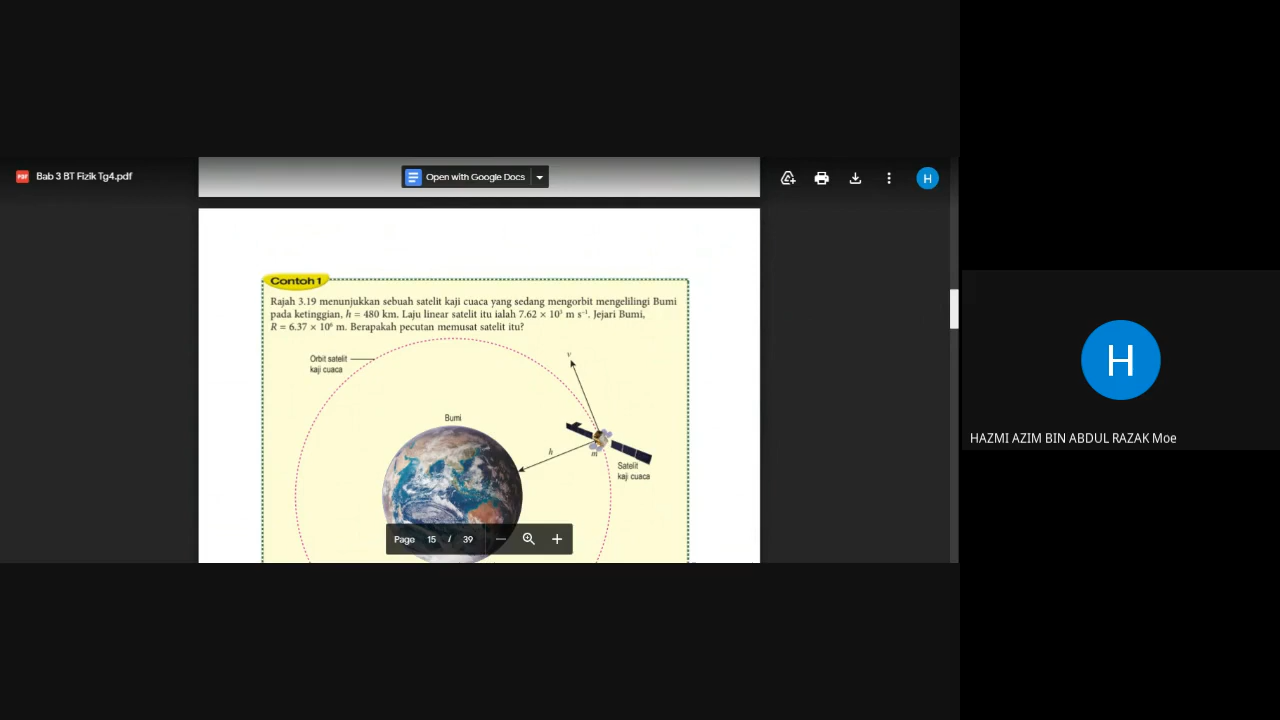 Bab 3 BT Fizik Tg4.pdf
Open with Google Docs
H
Contoh 1
Rajah 3.19 menunjukkan sebuah satelit kaji cuaca yang sedang mengorbit mengelilingi Bumi
pada ketinggian, h = 480 km. Laju linear satelit itu ialah 7.62 × 10³ m s⁻¹. Jejari Bumi,
R = 6.37 × 10⁶ m. Berapakah pecutan memusat satelit itu?
Orbit satelit
kaji cuaca
v
Bumi
h
m
Satelit
kaji cuaca
Page 15 / 39
H
HAZMI AZIM BIN ABDUL RAZAK Moe